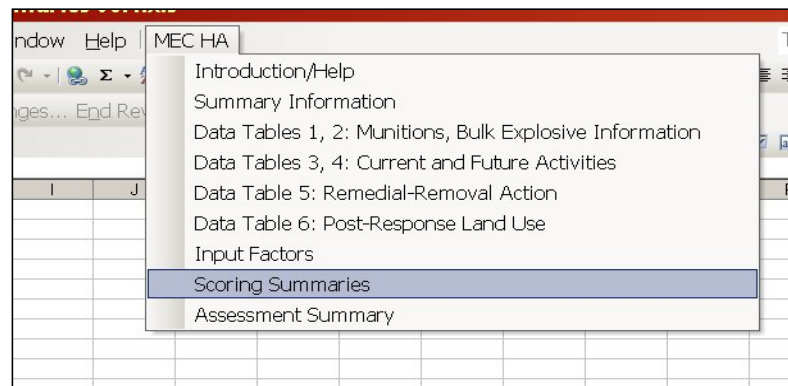 ndow Help MEC HA
Introduction/Help
Σ
Summary Information
ges... End Rev
Data Tables 1, 2: Munitions, Bulk Explosive Information
Data Tables 3, 4: Current and Future Activities
I J Data Table 5: Remedial-Removal Action
Data Table 6: Post-Response Land Use
Input Factors
Scoring Summaries
Assessment Summary